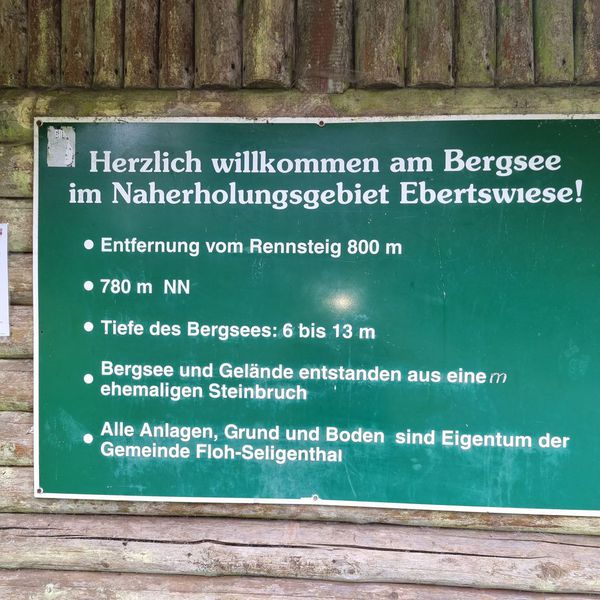 Herzlich willkommen am Bergsee
im Naherholungsgebiet Ebertswiese!
● Entfernung vom Rennsteig 800 m
● 780 m NN
● Tiefe des Bergsees: 6 bis 13 m
● Bergsee und Gelände entstanden aus einem
ehemaligen Steinbruch
● Alle Anlagen, Grund und Boden sind Eigentum der
Gemeinde Floh-Seligenthal